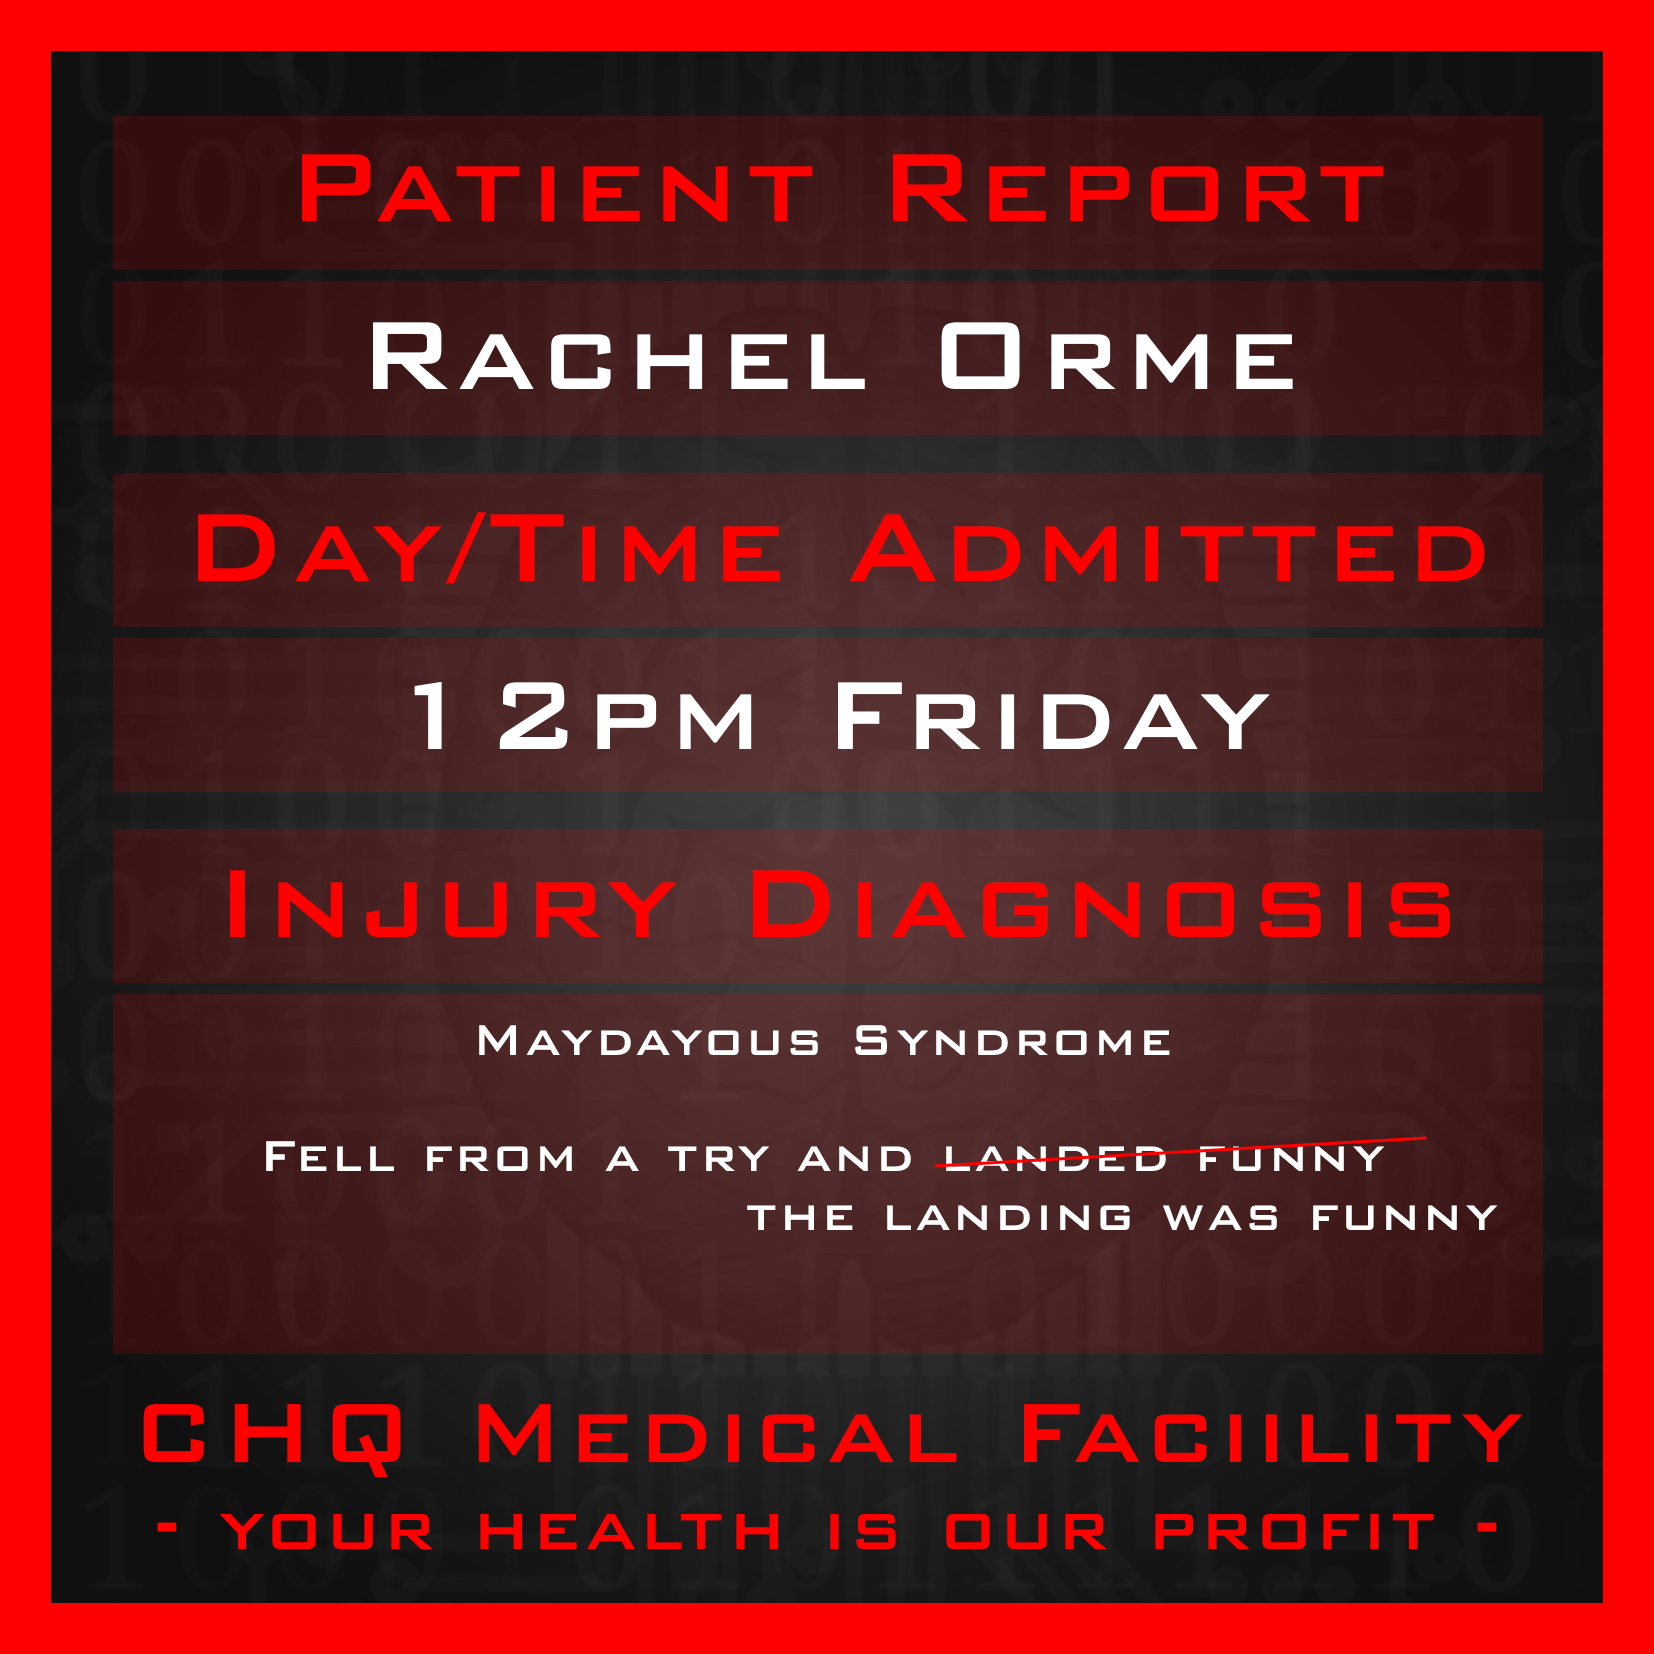 Patient Report
Rachel Orme
Day/Time Admitted
12pm Friday
Injury Diagnosis
Maydayous Syndrome
Fell from a try and landed funny
the landing was funny
CHQ Medical Faciility
- your health is our profit -